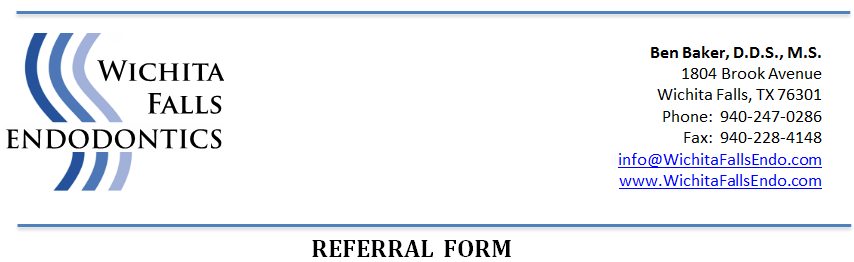 WICHITA
FALLS
ENDODONTICS
Ben Baker, D.D.S., M.S.
1804 Brook Avenue
Wichita Falls, TX 76301
Phone:  940-247-0286
Fax:  940-228-4148
info@WichitaFallsEndo.com
www.WichitaFallsEndo.com
REFERRAL  FORM